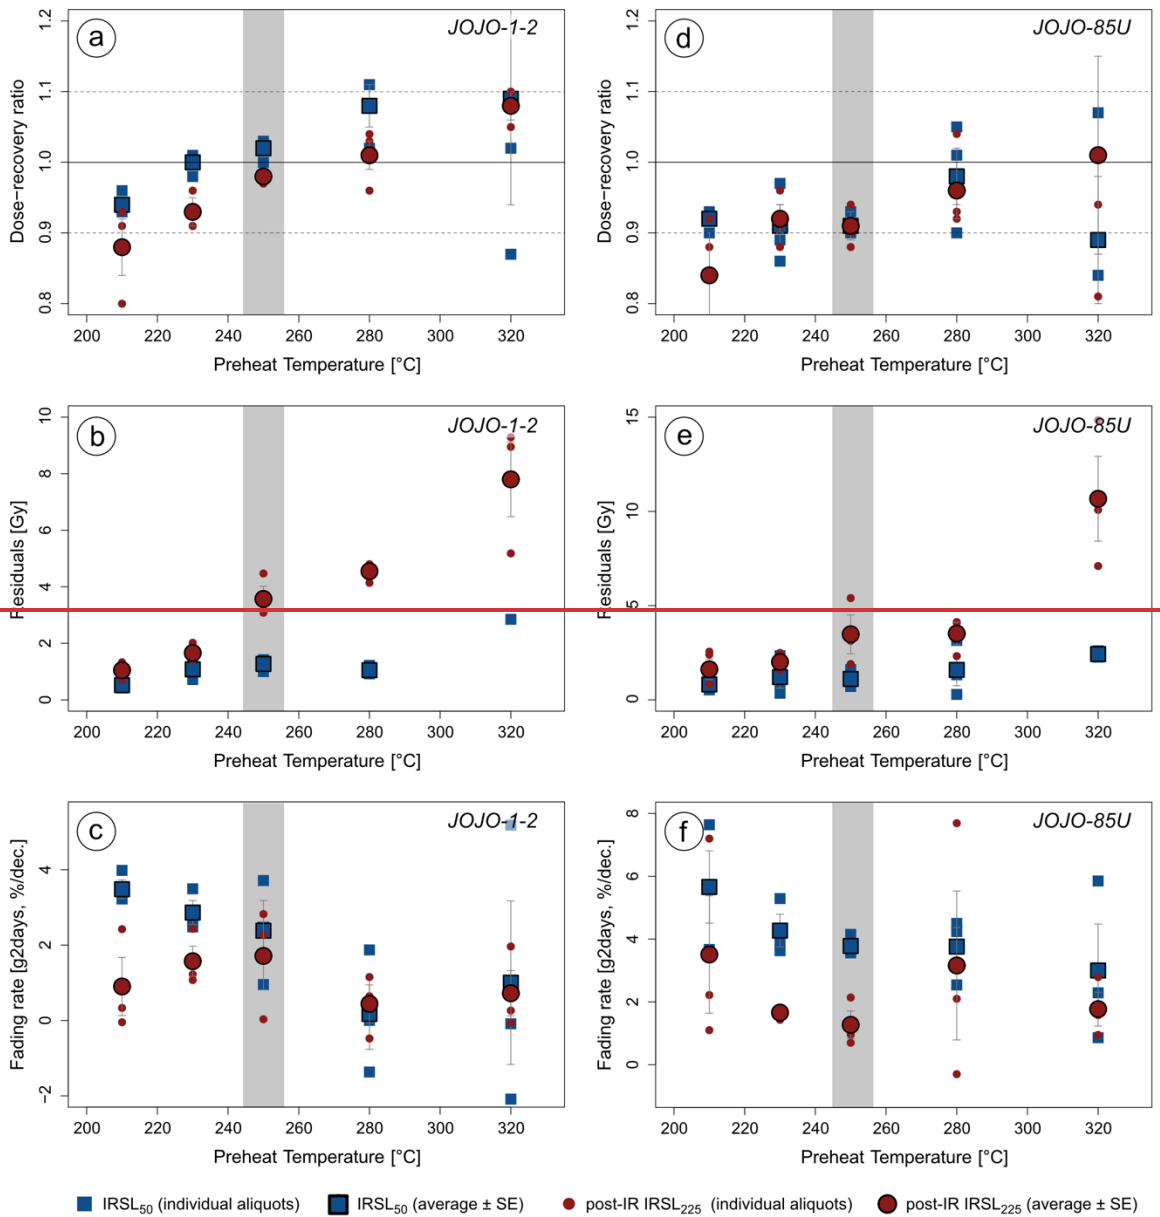 a
JOJO-1-2
Dose−recovery ratio
0.8 0.9 1.0 1.1 1.2
200 220 240 260 280 300 320
Preheat Temperature [°C]
d
JOJO-85U
Dose−recovery ratio
0.8 0.9 1.0 1.1 1.2
200 220 240 260 280 300 320
Preheat Temperature [°C]
b
JOJO-1-2
Residuals [Gy]
0 2 4 6 8 10
200 220 240 260 280 300 320
Preheat Temperature [°C]
e
JOJO-85U
Residuals [Gy]
0 5 10 15
200 220 240 260 280 300 320
Preheat Temperature [°C]
c
JOJO-1-2
Fading rate [g2days, %/dec.]
−2 0 2 4
200 220 240 260 280 300 320
Preheat Temperature [°C]
f
JOJO-85U
Fading rate [g2days, %/dec.]
0 2 4 6 8
200 220 240 260 280 300 320
Preheat Temperature [°C]
IRSL50 (individual aliquots) IRSL50 (average ± SE) post-IR IRSL225 (individual aliquots) post-IR IRSL225 (average ± SE)